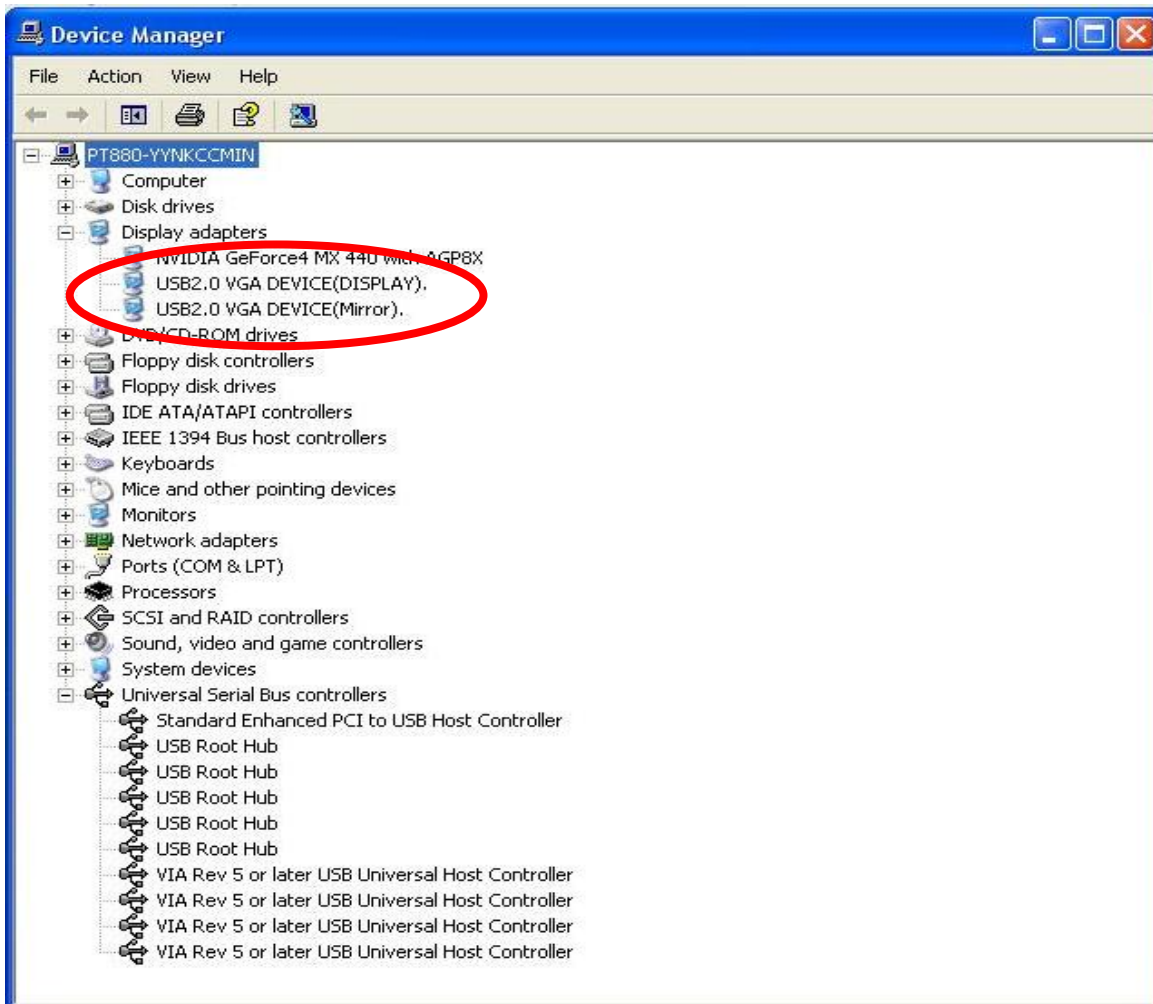 Device Manager
File Action View Help
PT880-YYNKCCMIN
Computer
Disk drives
Display adapters
NVIDIA GeForce4 MX 440 with AGP8X
USB2.0 VGA DEVICE(DISPLAY).
USB2.0 VGA DEVICE(Mirror).
DVD/CD-ROM drives
Floppy disk controllers
Floppy disk drives
IDE ATA/ATAPI controllers
IEEE 1394 Bus host controllers
Keyboards
Mice and other pointing devices
Monitors
Network adapters
Ports (COM & LPT)
Processors
SCSI and RAID controllers
Sound, video and game controllers
System devices
Universal Serial Bus controllers
Standard Enhanced PCI to USB Host Controller
USB Root Hub
USB Root Hub
USB Root Hub
USB Root Hub
USB Root Hub
VIA Rev 5 or later USB Universal Host Controller
VIA Rev 5 or later USB Universal Host Controller
VIA Rev 5 or later USB Universal Host Controller
VIA Rev 5 or later USB Universal Host Controller